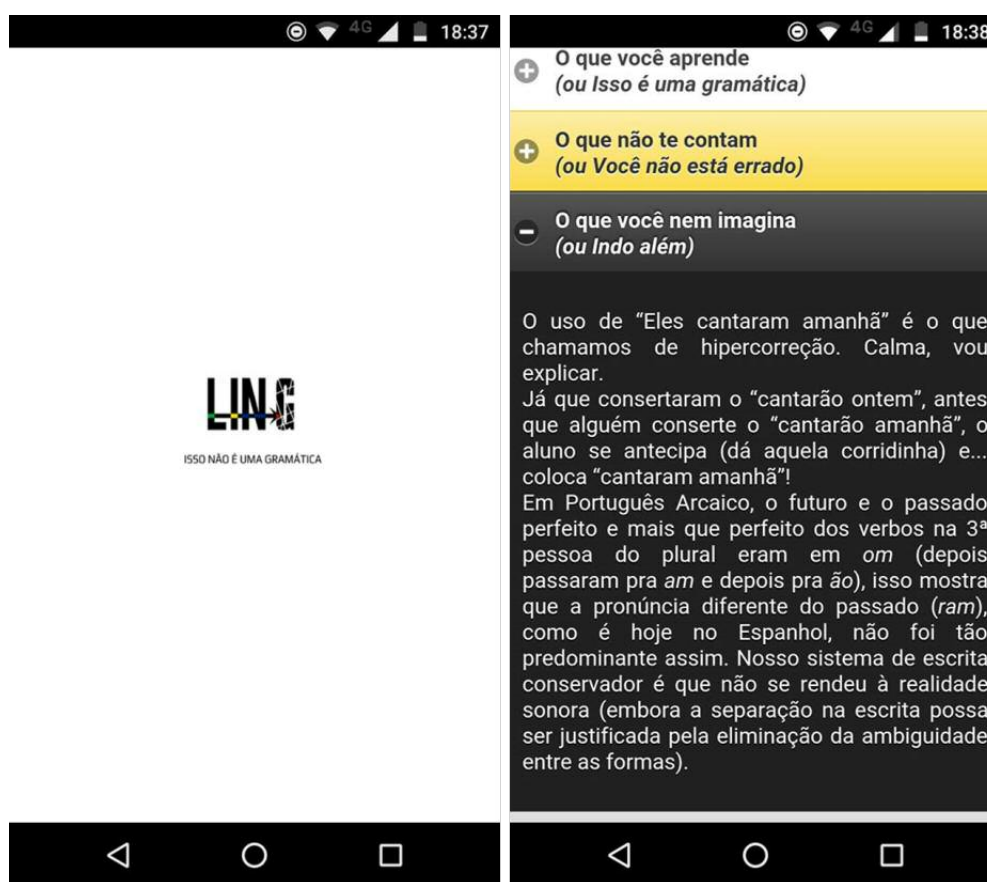 4G 18:37
LING
ISSO NÃO É UMA GRAMÁTICA
4G 18:38
O que você aprende
(ou Isso é uma gramática)
O que não te contam
(ou Você não está errado)
O que você nem imagina
(ou Indo além)
O uso de “Eles cantaram amanhã” é o que
chamamos de hipercorreção. Calma, vou
explicar.
Já que consertaram o “cantarão ontem”, antes
que alguém conserte o “cantarão amanhã”, o
aluno se antecipa (dá aquela corridinha) e...
coloca “cantaram amanhã”!
Em Português Arcaico, o futuro e o passado
perfeito e mais que perfeito dos verbos na 3ª
pessoa do plural eram em om (depois
passaram pra am e depois pra ão), isso mostra
que a pronúncia diferente do passado (ram),
como é hoje no Espanhol, não foi tão
predominante assim. Nosso sistema de escrita
conservador é que não se rendeu à realidade
sonora (embora a separação na escrita possa
ser justificada pela eliminação da ambiguidade
entre as formas).